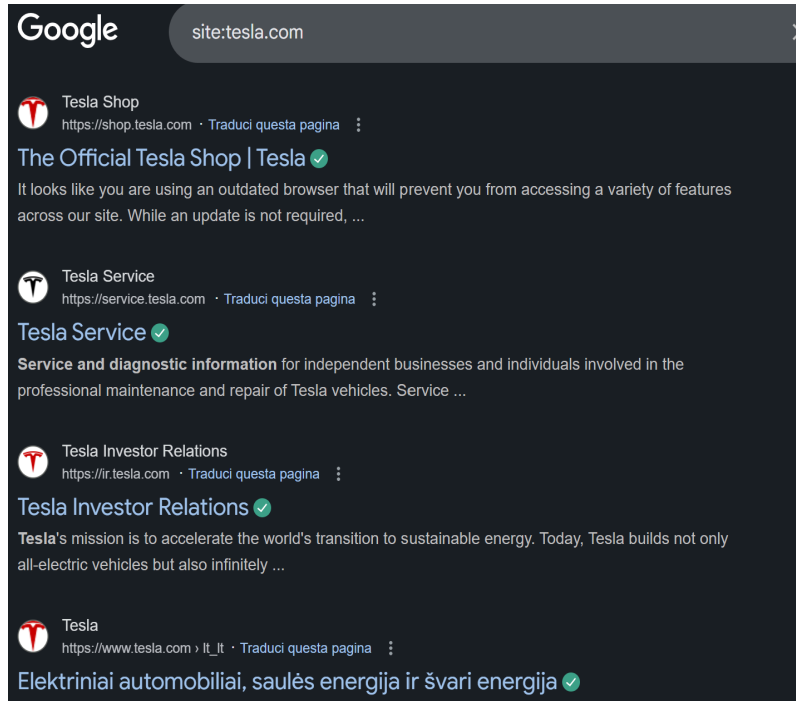 Google
site:tesla.com
Tesla Shop
https://shop.tesla.com · Traduci questa pagina
The Official Tesla Shop | Tesla
It looks like you are using an outdated browser that will prevent you from accessing a variety of features
across our site. While an update is not required, ...
Tesla Service
https://service.tesla.com · Traduci questa pagina
Tesla Service
Service and diagnostic information for independent businesses and individuals involved in the
professional maintenance and repair of Tesla vehicles. Service ...
Tesla Investor Relations
https://ir.tesla.com · Traduci questa pagina
Tesla Investor Relations
Tesla's mission is to accelerate the world's transition to sustainable energy. Today, Tesla builds not only
all-electric vehicles but also infinitely ...
Tesla
https://www.tesla.com › lt_lt · Traduci questa pagina
Elektriniai automobiliai, saulės energija ir švari energija